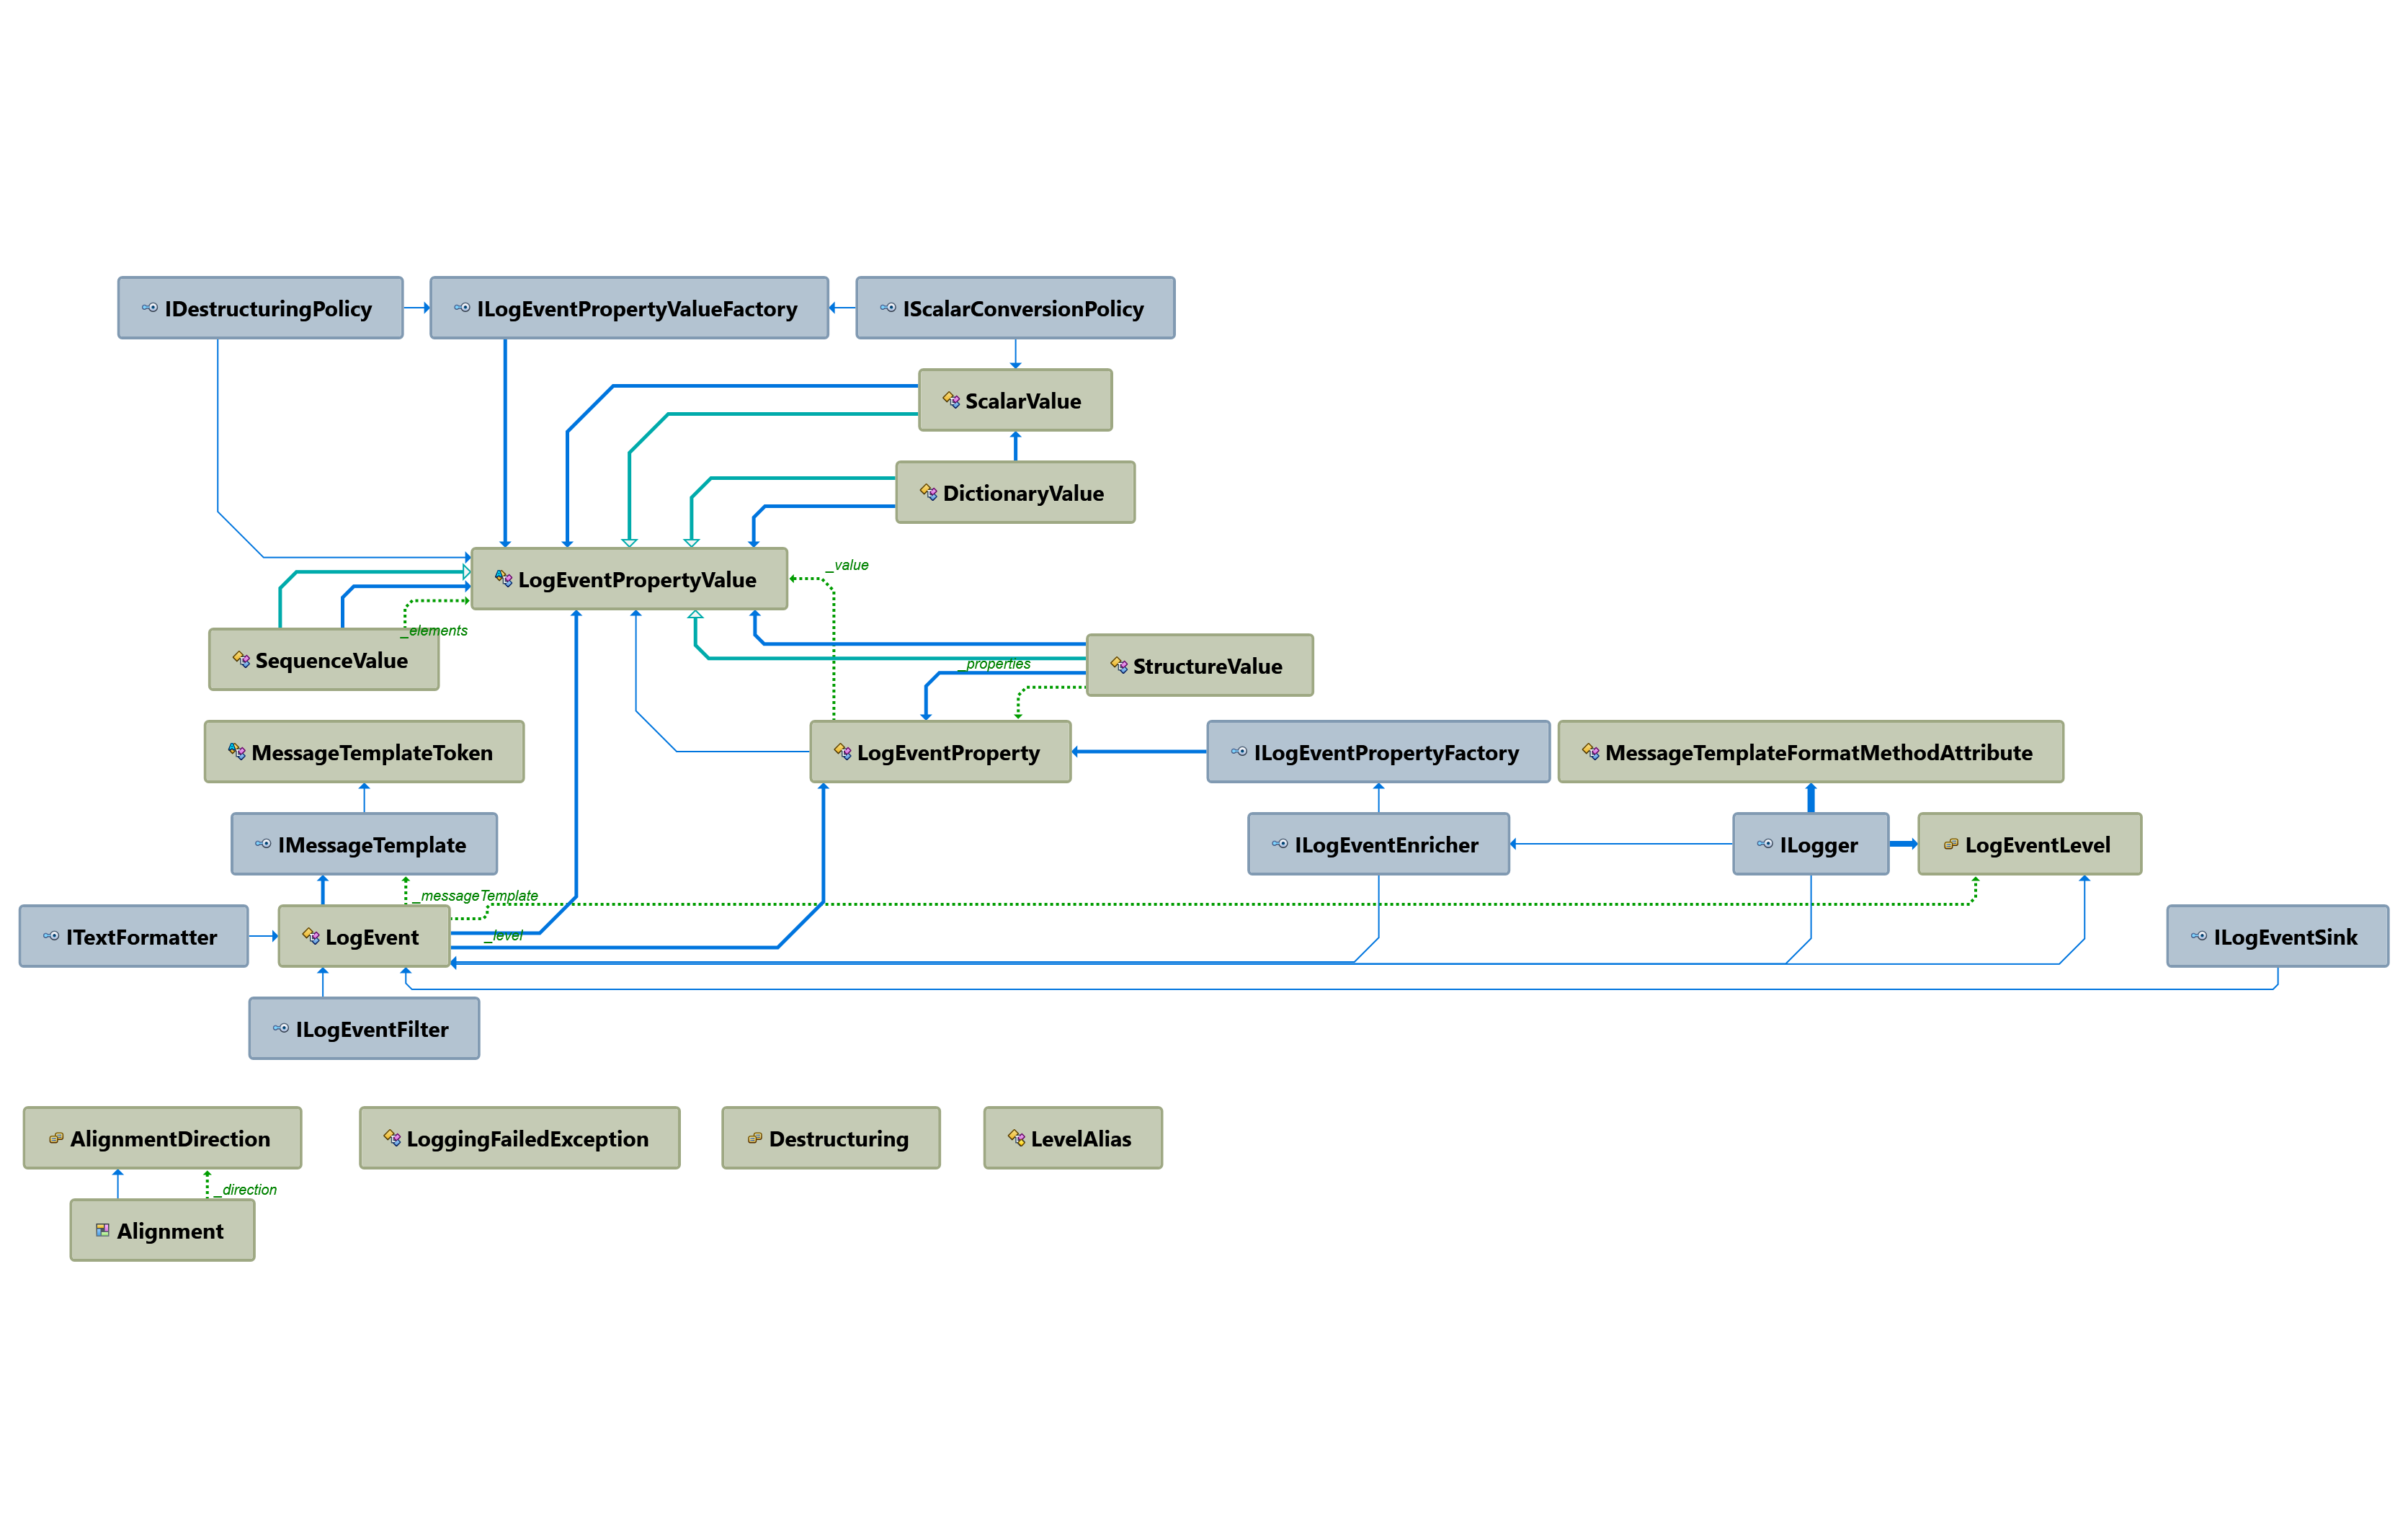 IDestructuringPolicy
ILogEventPropertyValueFactory
IScalarConversionPolicy
ScalarValue
DictionaryValue
_value
LogEventPropertyValue
_elements
SequenceValue
_properties
StructureValue
MessageTemplateToken
LogEventProperty
ILogEventPropertyFactory
MessageTemplateFormatMethodAttribute
IMessageTemplate
ILogEventEnricher
ILogger
LogEventLevel
_messageTemplate
ITextFormatter
LogEvent
_level
ILogEventSink
ILogEventFilter
AlignmentDirection
LoggingFailedException
Destructuring
LevelAlias
_direction
Alignment